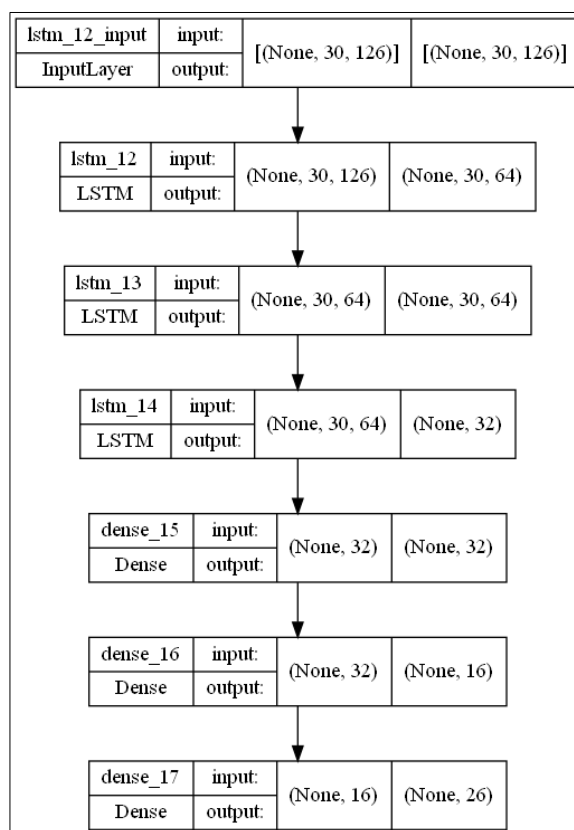 lstm_12_input input: [(None, 30, 126)] [(None, 30, 126)]
InputLayer output:
lstm_12 input: (None, 30, 126) (None, 30, 64)
LSTM output:
lstm_13 input: (None, 30, 64) (None, 30, 64)
LSTM output:
lstm_14 input: (None, 30, 64) (None, 32)
LSTM output:
dense_15 input: (None, 32) (None, 32)
Dense output:
dense_16 input: (None, 32) (None, 16)
Dense output:
dense_17 input: (None, 16) (None, 26)
Dense output: